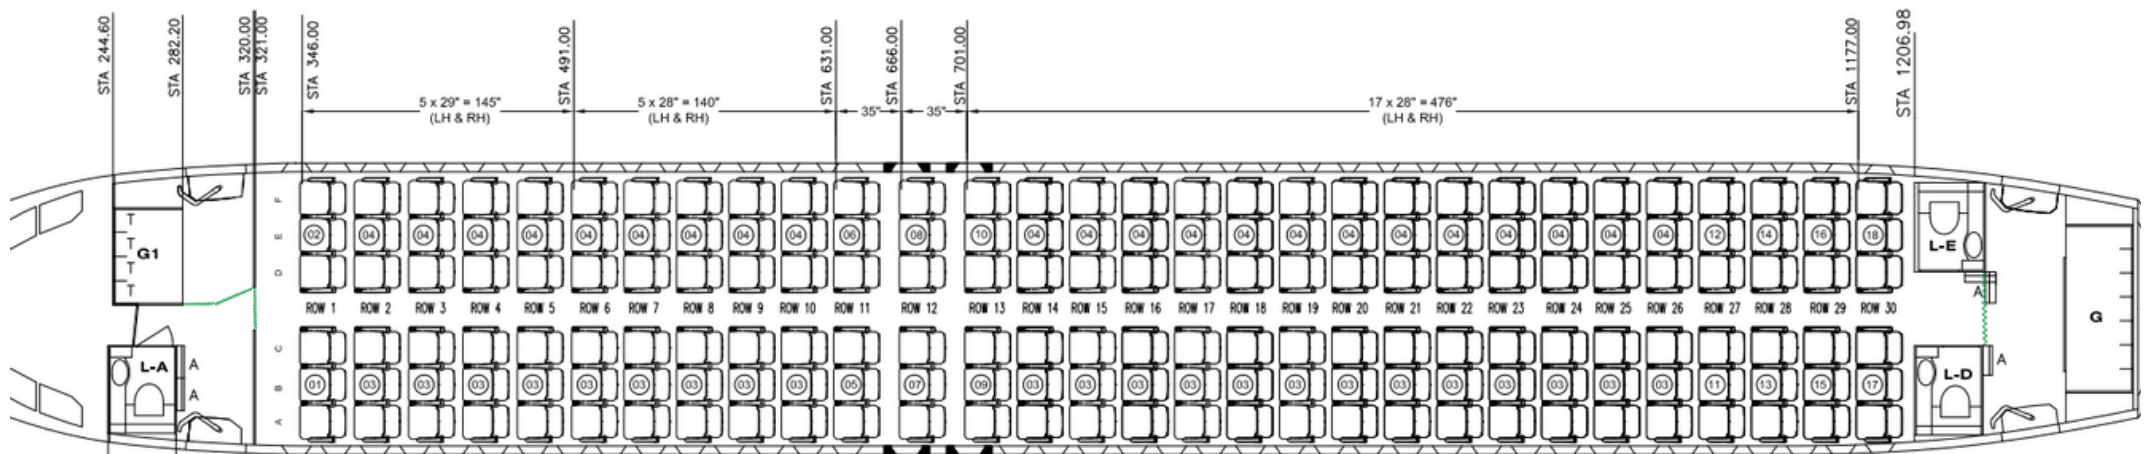 STA 244.60
STA 282.20
STA 320.00
STA 321.00
STA 346.00
STA 491.00
STA 631.00
STA 666.00
STA 701.00
STA 1177.00
STA 1206.98
5 x 29" = 145"
(LH & RH)
5 x 28" = 140"
(LH & RH)
35"
35"
17 x 28" = 476"
(LH & RH)
T
T
T
T
G1
F
E
D
02 04 04 04 04 04 04 04 04 04 06 08 10 04 04 04 04 04 04 04 04 04 04 04 04 04 12 14 16 18
L-E
A
ROW 1 ROW 2 ROW 3 ROW 4 ROW 5 ROW 6 ROW 7 ROW 8 ROW 9 ROW 10 ROW 11 ROW 12 ROW 13 ROW 14 ROW 15 ROW 16 ROW 17 ROW 18 ROW 19 ROW 20 ROW 21 ROW 22 ROW 23 ROW 24 ROW 25 ROW 26 ROW 27 ROW 28 ROW 29 ROW 30
G
L-A
A
A
C
B
A
01 03 03 03 03 03 03 03 03 03 05 07 09 03 03 03 03 03 03 03 03 03 03 03 03 03 11 13 15 17
L-D
A